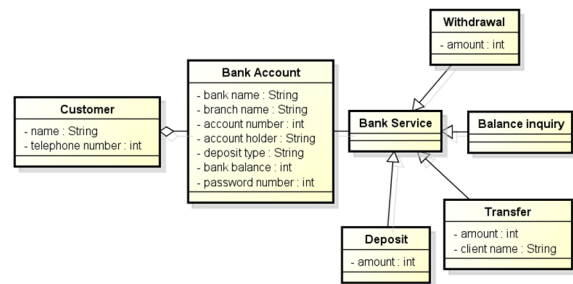 Withdrawal
- amount : int
Bank Account
- bank name : String
- branch name : String
- account number : int
- account holder : String
- deposit type : String
- bank balance : int
- password number : int
Customer
- name : String
- telephone number : int
Bank Service
Balance inquiry
Transfer
- amount : int
- client name : String
Deposit
- amount : int